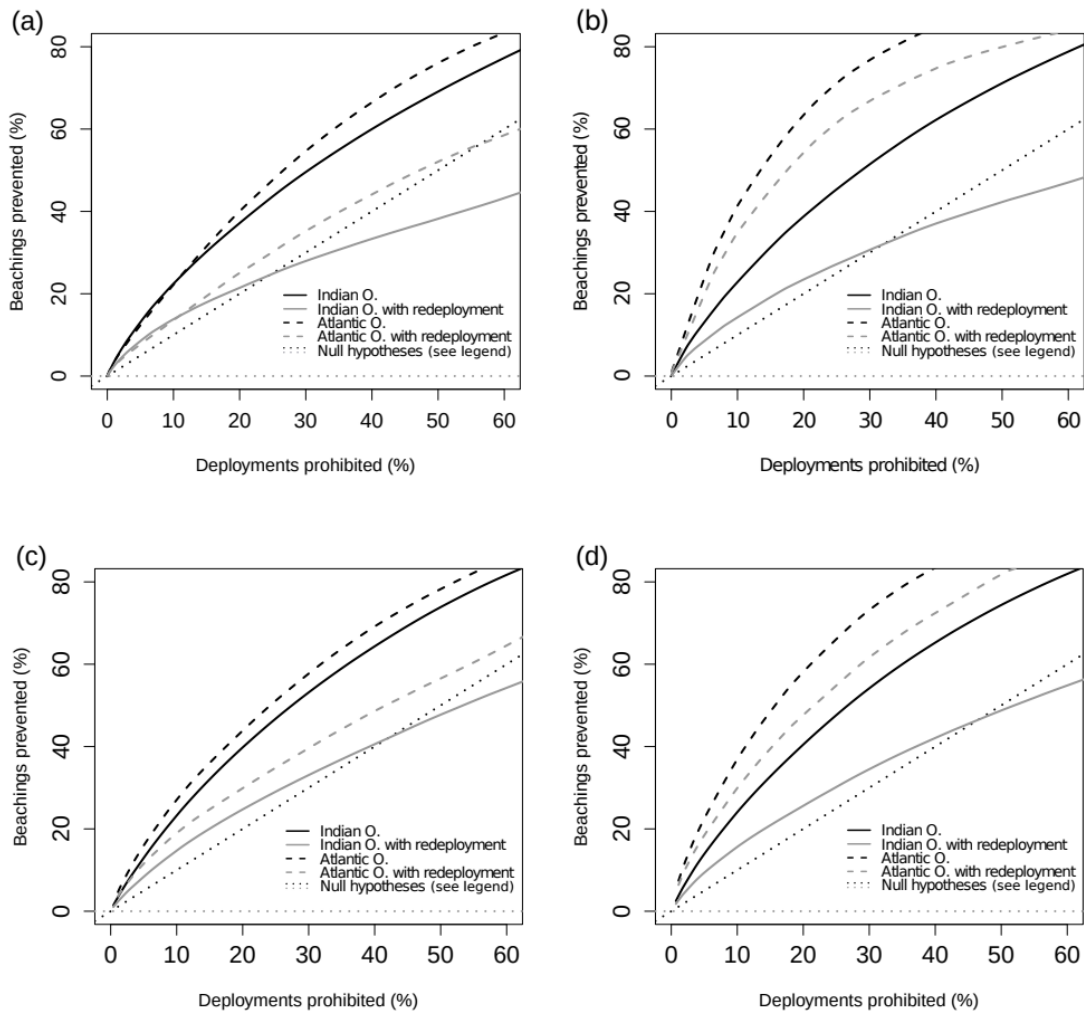 (a)
Beachings prevented (%)
80
60
40
20
0
Indian O.
Indian O. with redeployment
Atlantic O.
Atlantic O. with redeployment
Null hypotheses (see legend)
0 10 20 30 40 50 60
Deployments prohibited (%)
(b)
Beachings prevented (%)
80
60
40
20
0
Indian O.
Indian O. with redeployment
Atlantic O.
Atlantic O. with redeployment
Null hypotheses (see legend)
0 10 20 30 40 50 60
Deployments prohibited (%)
(c)
Beachings prevented (%)
80
60
40
20
0
Indian O.
Indian O. with redeployment
Atlantic O.
Atlantic O. with redeployment
Null hypotheses (see legend)
0 10 20 30 40 50 60
Deployments prohibited (%)
(d)
Beachings prevented (%)
80
60
40
20
0
Indian O.
Indian O. with redeployment
Atlantic O.
Atlantic O. with redeployment
Null hypotheses (see legend)
0 10 20 30 40 50 60
Deployments prohibited (%)